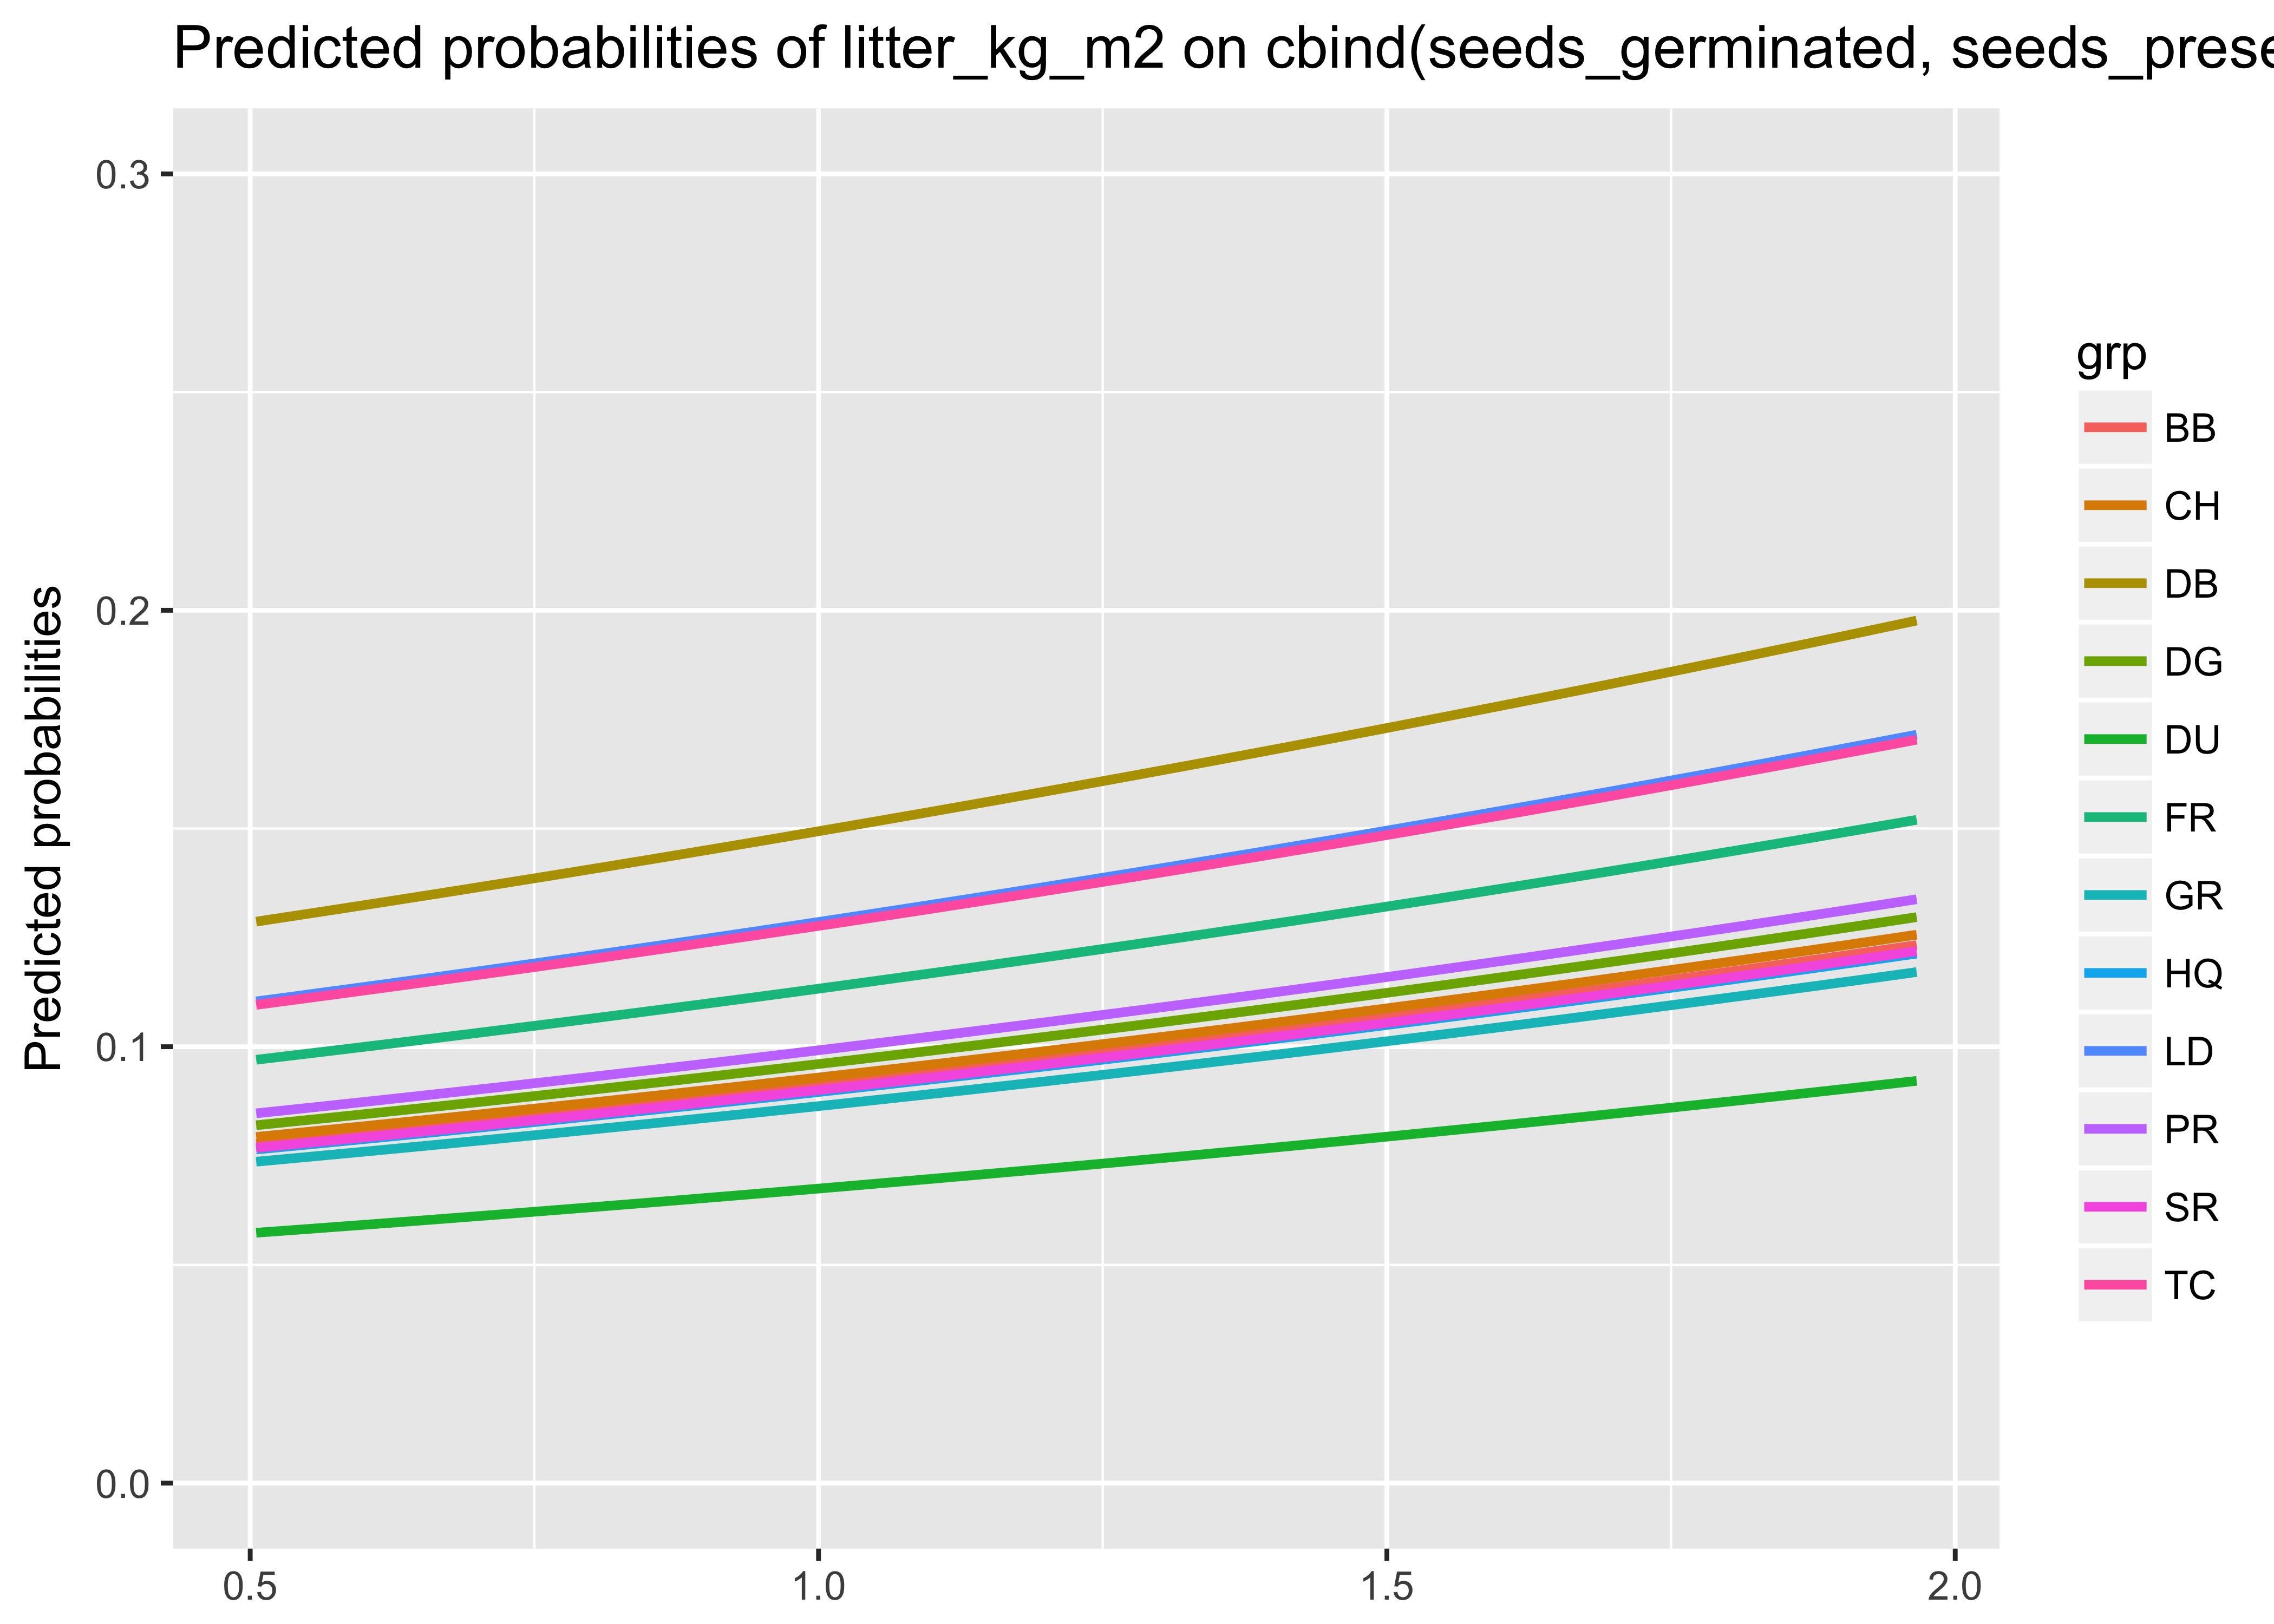 Predicted probabilities of litter_kg_m2 on cbind(seeds_germinated,
Predicted probabilities
0.3
0.2
0.1
0.0
0.5 1.0 1.5 2.0
grp
BB
CH
DB
DG
DU
FR
GR
HQ
LD
PR
SR
TC